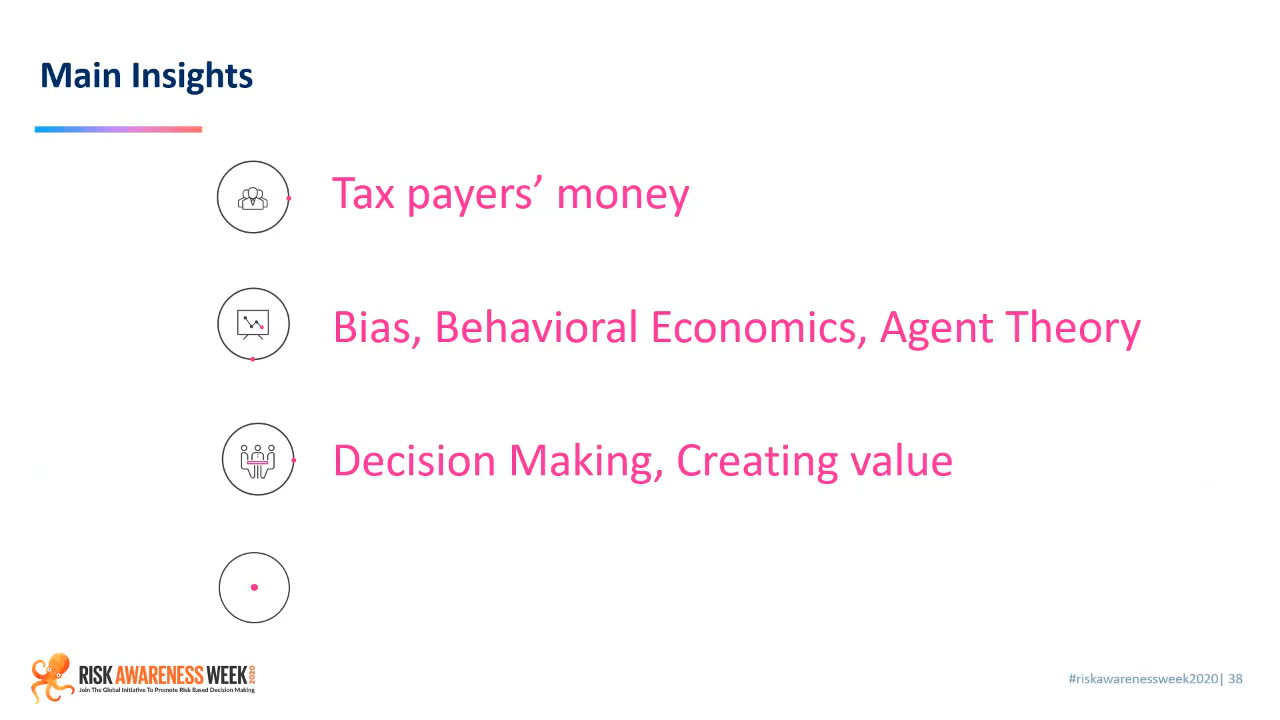 Main Insights
Tax payers’ money
Bias, Behavioral Economics, Agent Theory
Decision Making, Creating value
RISK AWARENESS WEEK 2020
Join The Global Initiative To Promote Risk Based Decision Making
#riskawarenessweek2020| 38